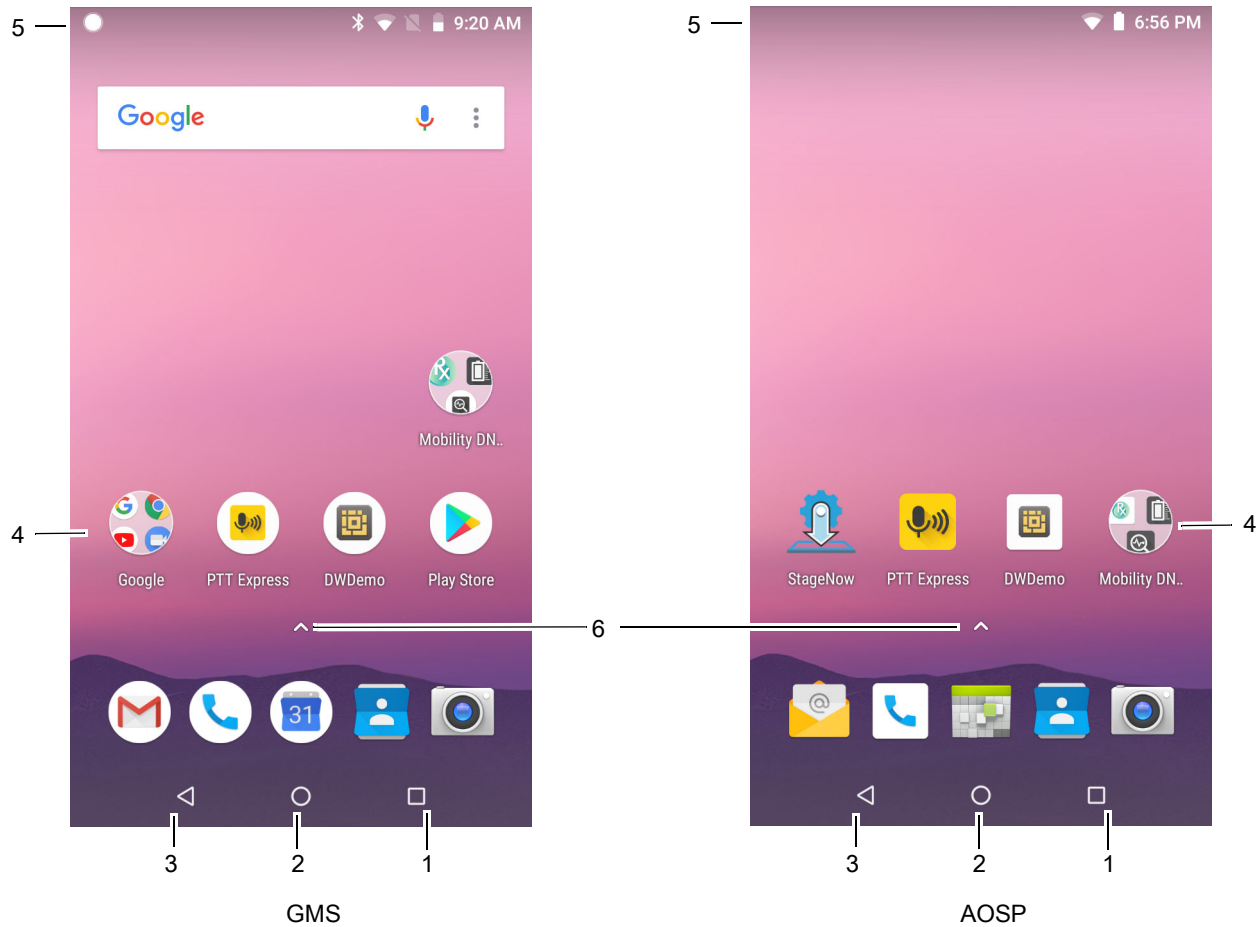 5
9:20 AM
Google
Mobility DN..
4
Google
PTT Express
DWDemo
Play Store
31
3
2
1
GMS
6
5
6:56 PM
4
StageNow
PTT Express
DWDemo
Mobility DN..
@
3
2
1
AOSP